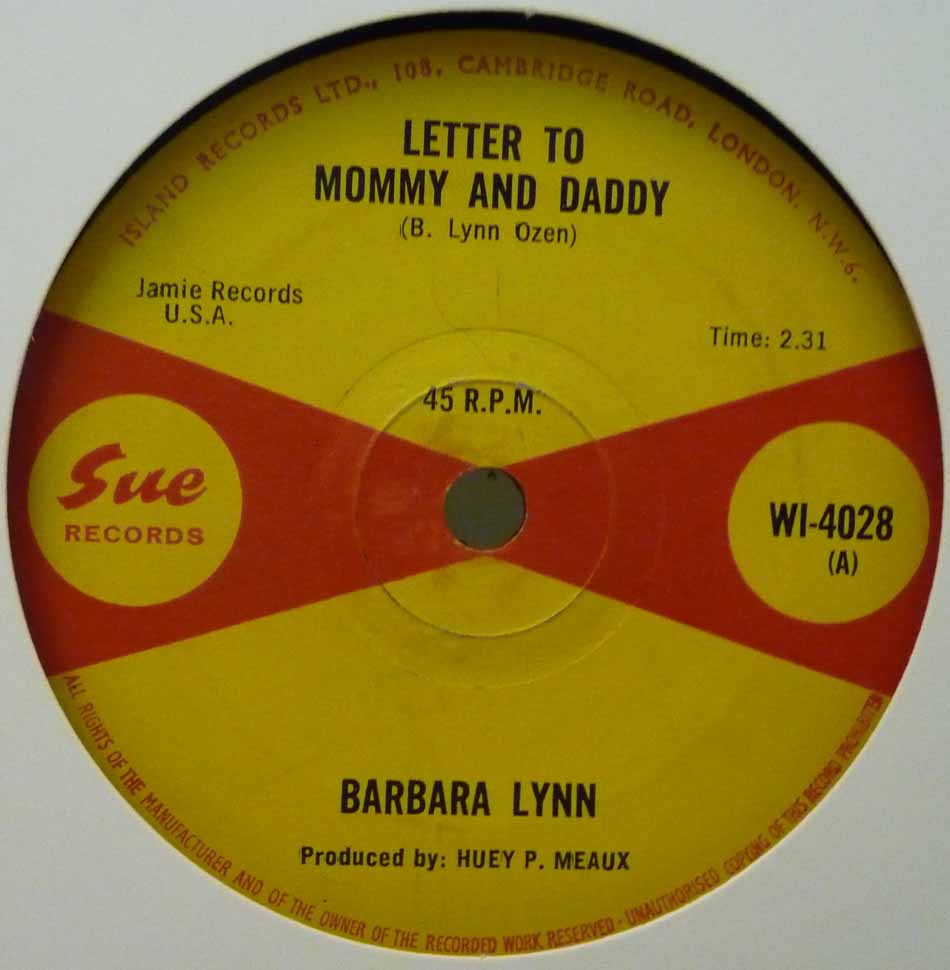 ISLAND RECORDS LTD., 108, CAMBRIDGE ROAD, LONDON, N.W.6.
LETTER TO
MOMMY AND DADDY
(B. Lynn Ozen)
Jamie Records
U.S.A.
Time: 2.31
45 R.P.M.
Sue
RECORDS
WI-4028
(A)
BARBARA LYNN
Produced by: HUEY P. MEAUX
ALL RIGHTS OF THE MANUFACTURER AND OF THE OWNER OF THE RECORDED WORK RESERVED - UNAUTHORISED COPYING OF THIS RECORD PROHIBITED